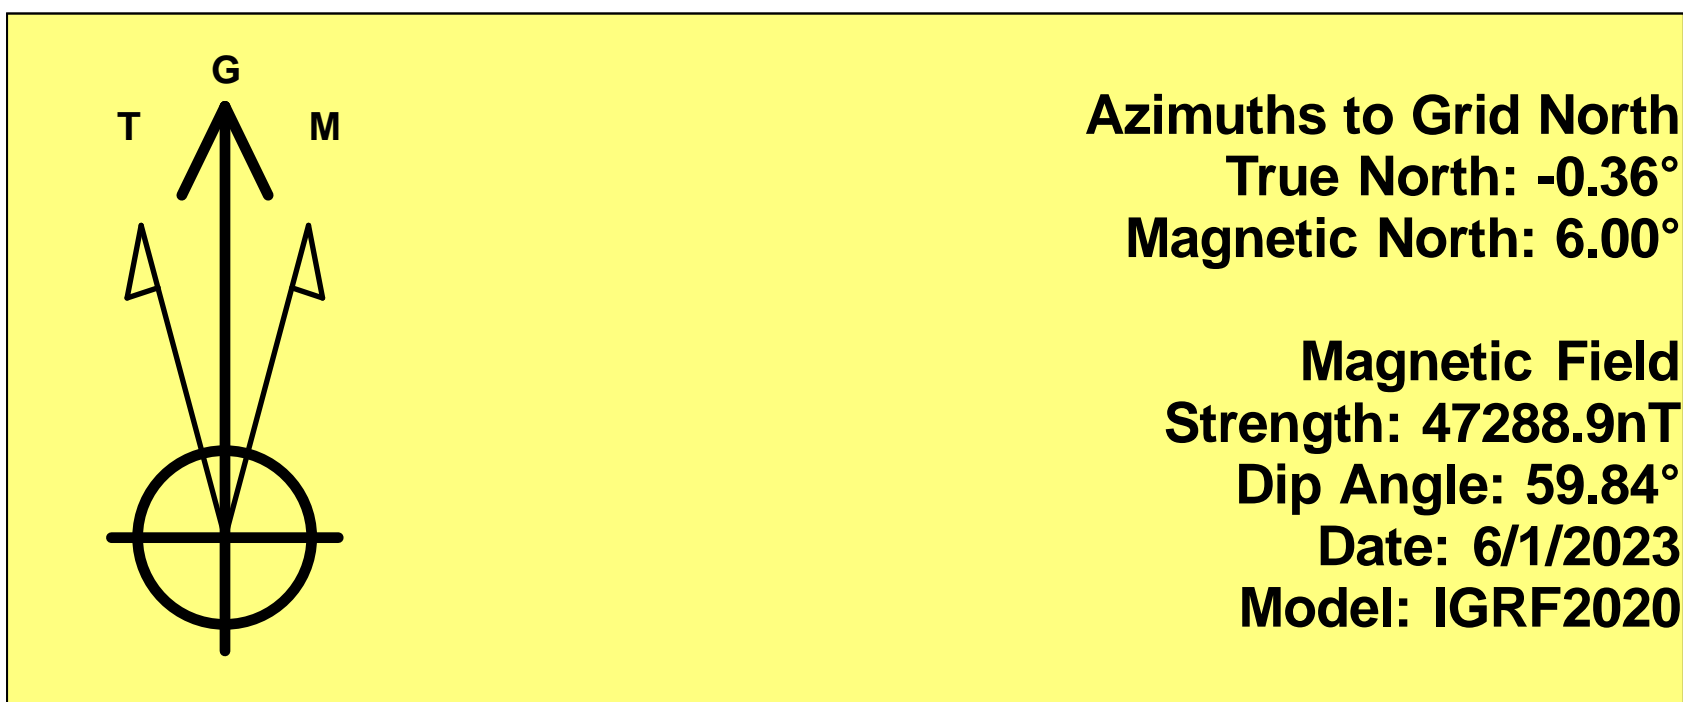 G
T M
Azimuths to Grid North
True North: -0.36°
Magnetic North: 6.00°
Magnetic Field
Strength: 47288.9nT
Dip Angle: 59.84°
Date: 6/1/2023
Model: IGRF2020